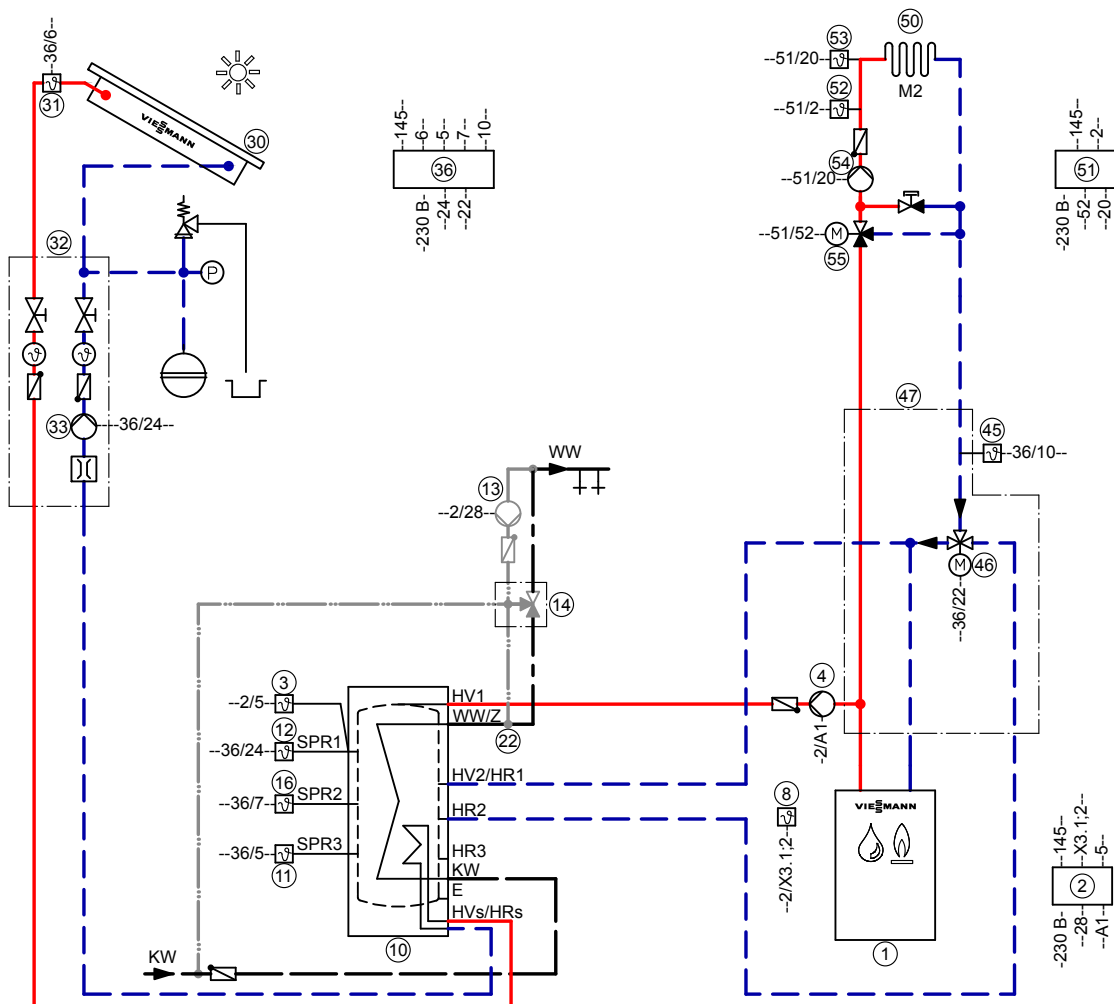 50
53
--51/20--
M2
52
--51/2--
54
--51/20--
--51/52--
M
55
--36/6--
31
VIESSMANN
30
--145--
--6--
--5--
--7--
--10--
36
-230 B-
--24--
--22--
--145--
--2--
51
-230 B-
--52--
--20--
32
P
33
----36/24--
47
45
--36/10--
M
46
--36/22--
WW
13
--2/28--
14
3
--2/5--
12
--36/24--
SPR1
16
--36/7--
SPR2
--36/5--
SPR3
11
HV1
WW/Z
22
HV2/HR1
HR2
HR3
KW
E
HVs/HRs
10
KW
4
-2/A1-
8
--2/X3.1;2--
VIESSMANN
1
--145--
--X3.1;2--
--5--
2
-230 B-
--28--
--A1--